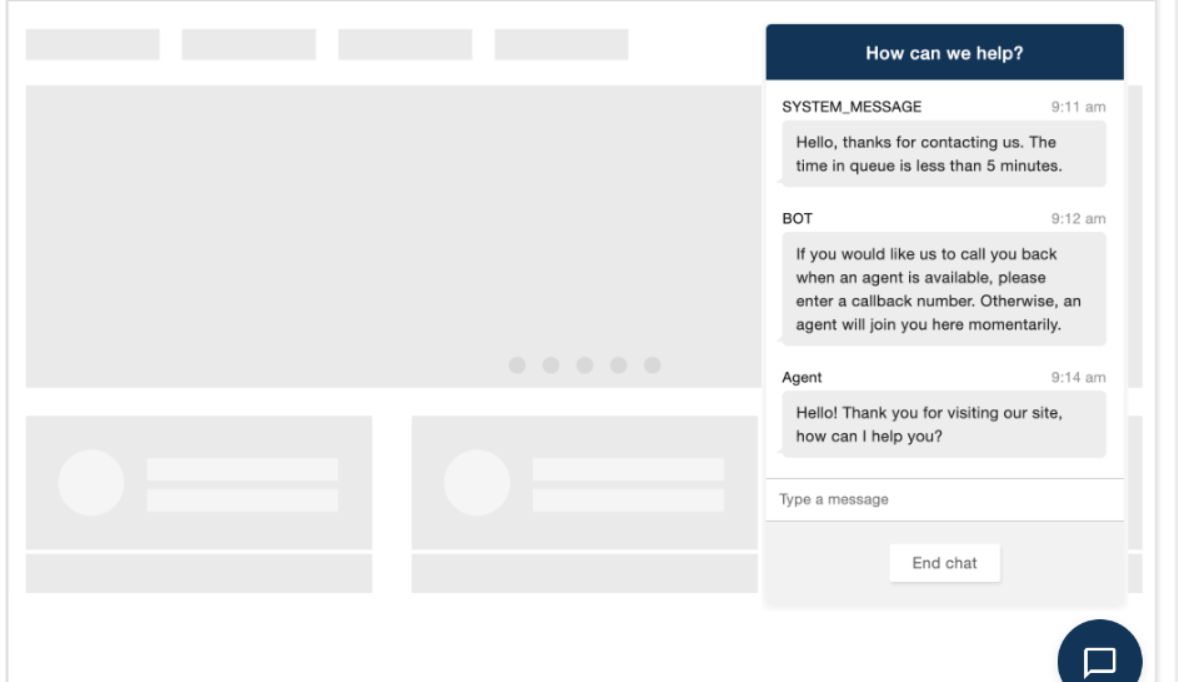 How can we help?
SYSTEM_MESSAGE 9:11 am
Hello, thanks for contacting us. The
time in queue is less than 5 minutes.
BOT 9:12 am
If you would like us to call you back
when an agent is available, please
enter a callback number. Otherwise, an
agent will join you here momentarily.
Agent 9:14 am
Hello! Thank you for visiting our site,
how can I help you?
Type a message
End chat